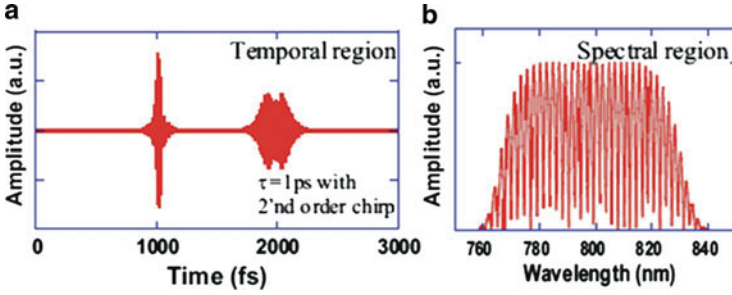 a
Temporal region
Amplitude (a.u.)
τ=1ps with
2'nd order chirp
0 1000 2000 3000
Time (fs)
b
Spectral region
Amplitude (a.u.)
760 780 800 820 840
Wavelength (nm)